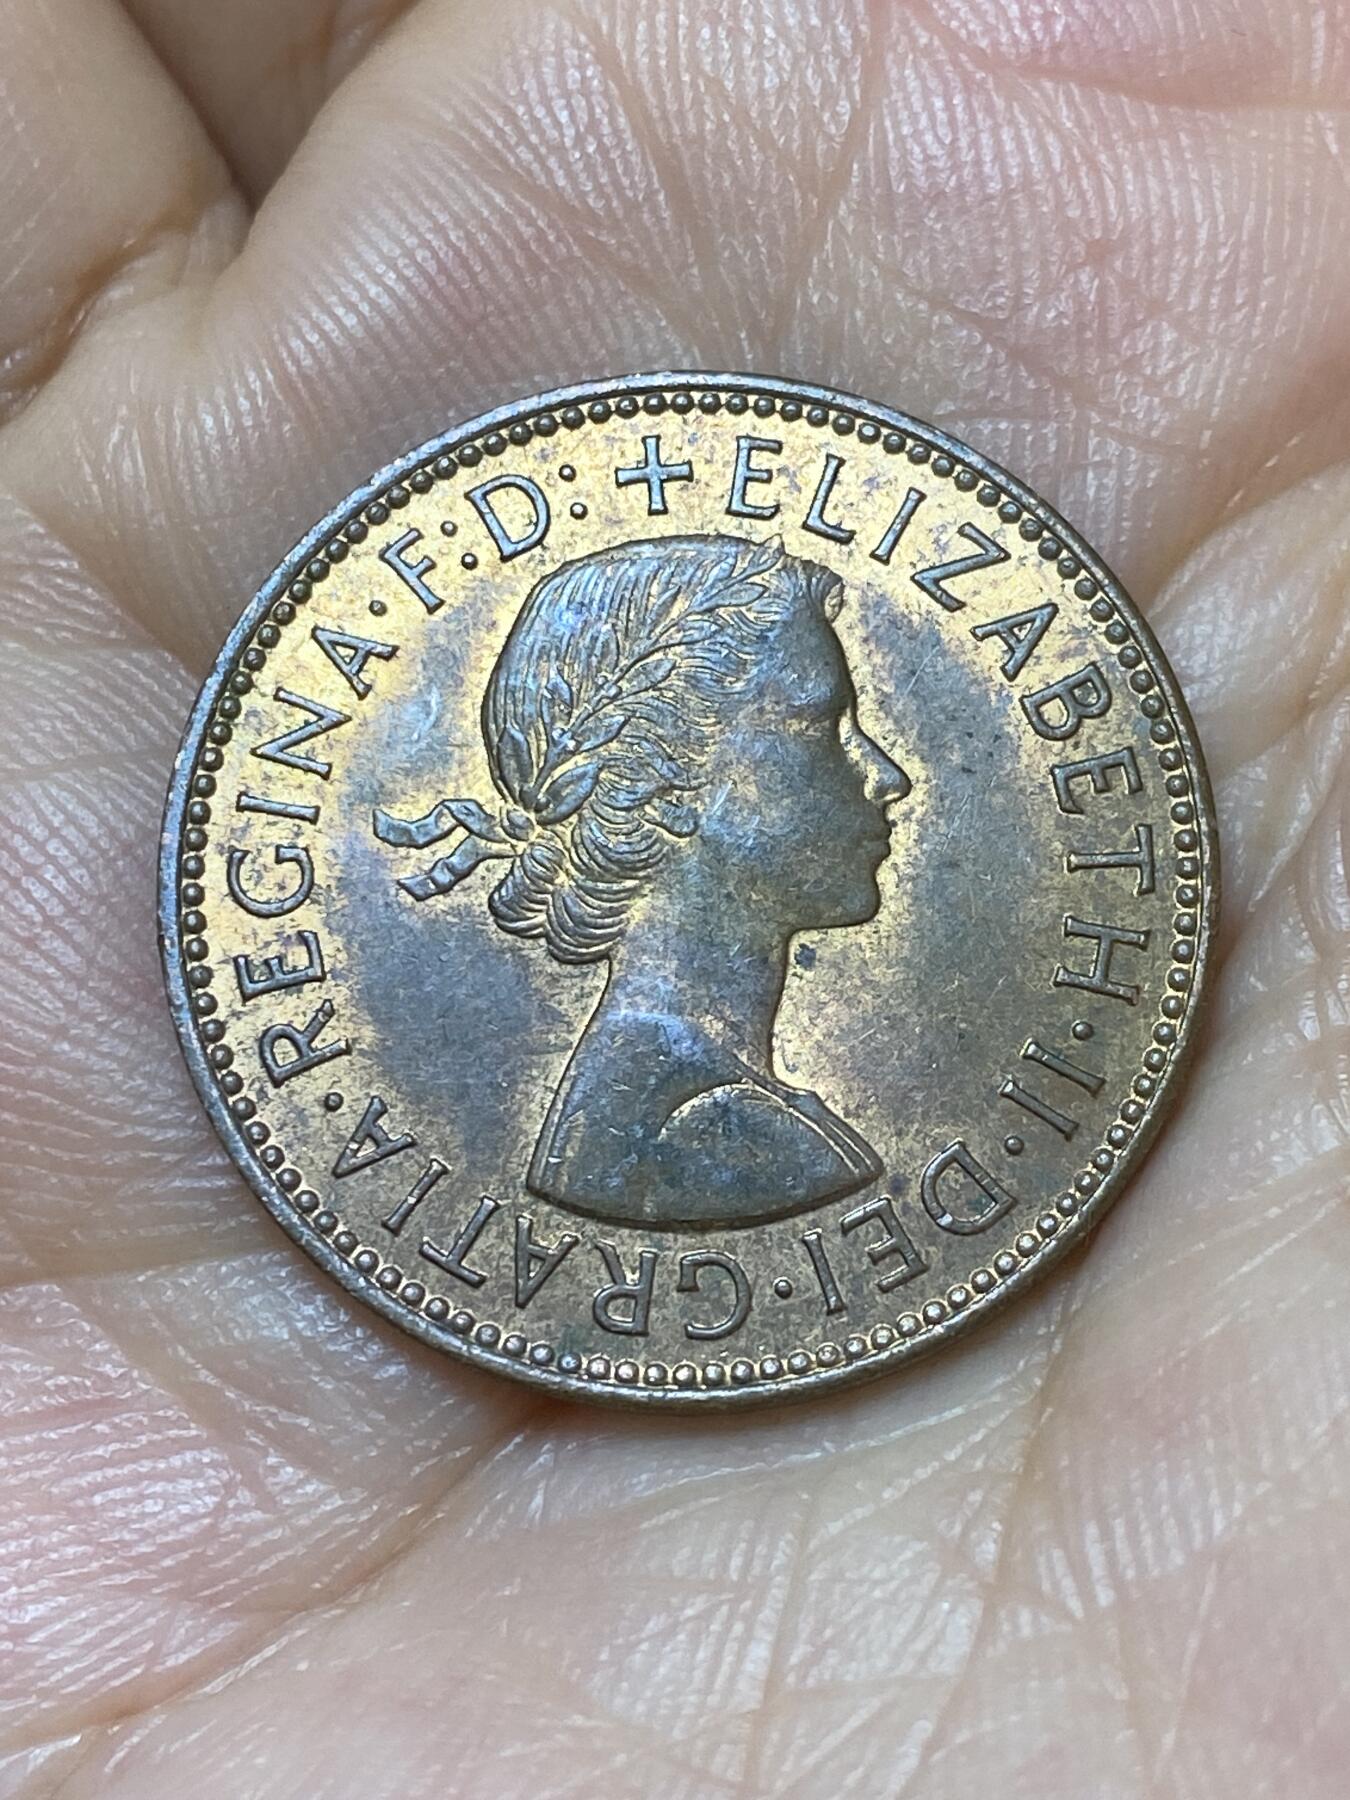 + ELIZABETH · II · DEI · GRATIA · REGINA · F : D :